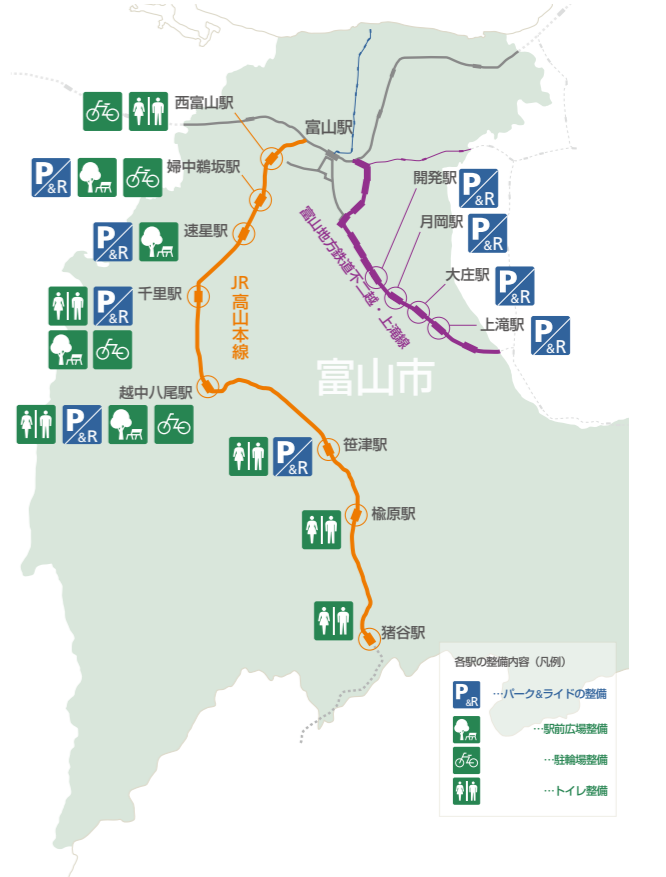 西富山駅
富山駅
婦中鵜坂駅
P&R
開発駅
P&R
月岡駅
P&R
速星駅
P&R
富山地方鉄道不二越・上滝線
大庄駅
P&R
千里駅
P&R
JR高山本線
上滝駅
P&R
富山市
越中八尾駅
P&R
笹津駅
P&R
楡原駅
猪谷駅
各駅の整備内容（凡例）
P&R …パーク&ライドの整備
…駅前広場整備
…駐輪場整備
…トイレ整備